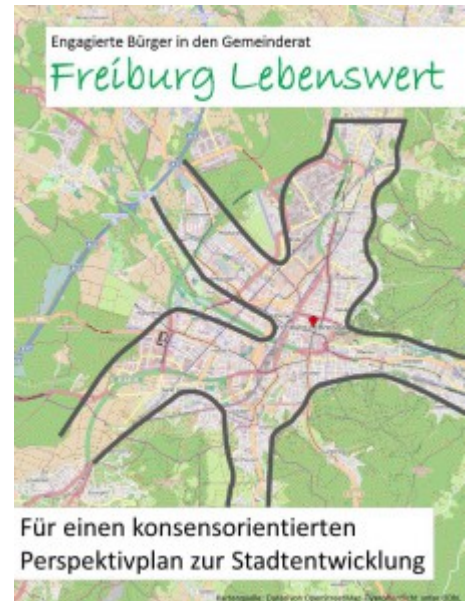 Engagierte Bürger in den Gemeinderat
Freiburg Lebenswert
Für einen konsensorientierten
Perspektivplan zur Stadtentwicklung